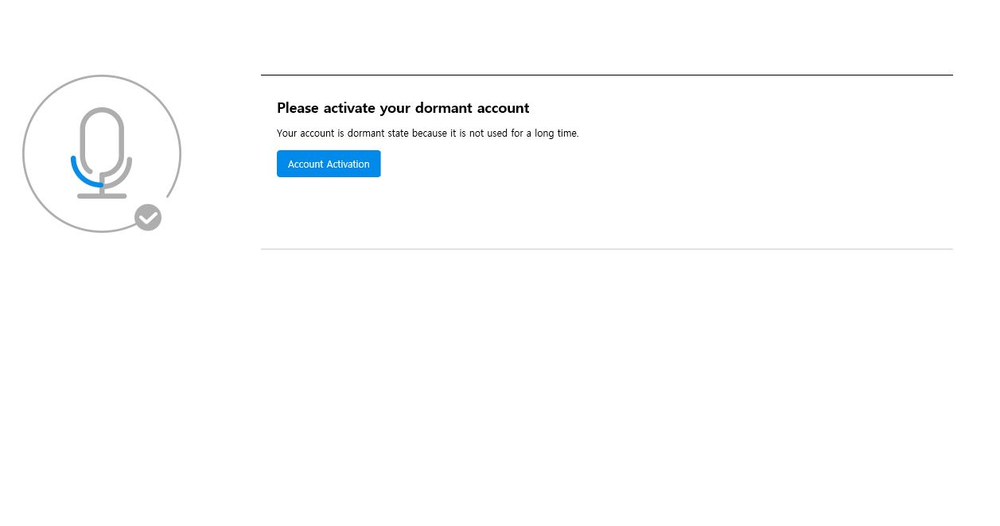 Please activate your dormant account
Your account is dormant state because it is not used for a long time.
Account Activation